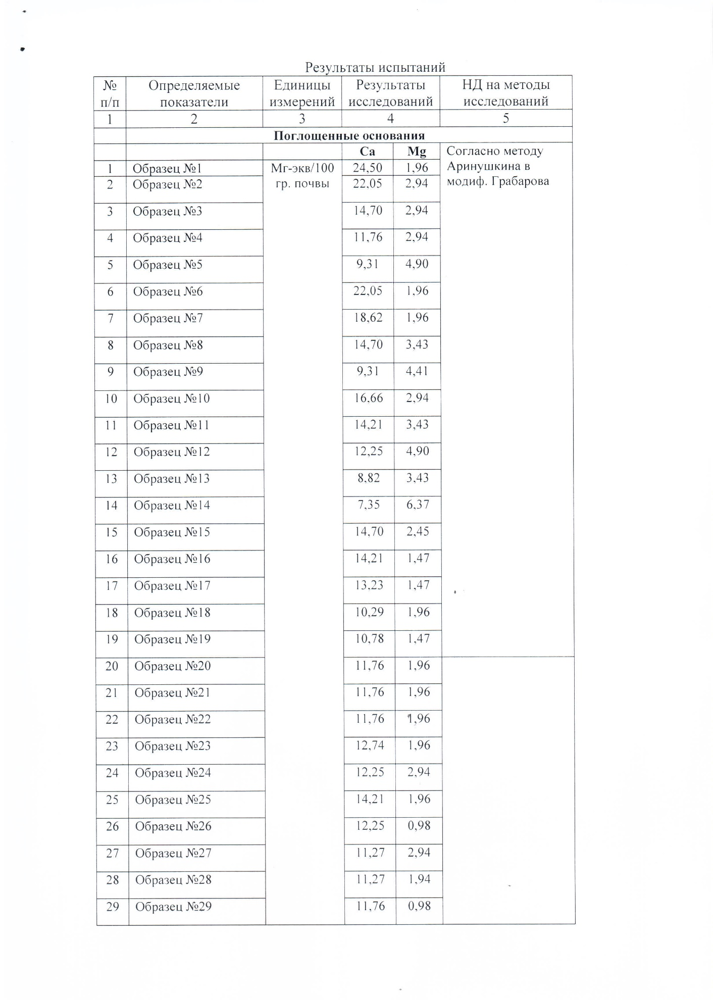 Результаты испытаний
№ п/п Определяемые показатели Единицы измерений Результаты исследований НД на методы исследований
1 2 3 4 5
Поглощенные основания
Ca Mg Согласно методу Аринушкина в модиф. Грабарова
1 Образец №1 Мг-экв/100 гр. почвы 24,50 1,96
2 Образец №2 22,05 2,94
3 Образец №3 14,70 2,94
4 Образец №4 11,76 2,94
5 Образец №5 9,31 4,90
6 Образец №6 22,05 1,96
7 Образец №7 18,62 1,96
8 Образец №8 14,70 3,43
9 Образец №9 9,31 4,41
10 Образец №10 16,66 2,94
11 Образец №11 14,21 3,43
12 Образец №12 12,25 4,90
13 Образец №13 8,82 3,43
14 Образец №14 7,35 6,37
15 Образец №15 14,70 2,45
16 Образец №16 14,21 1,47
17 Образец №17 13,23 1,47
18 Образец №18 10,29 1,96
19 Образец №19 10,78 1,47
20 Образец №20 11,76 1,96
21 Образец №21 11,76 1,96
22 Образец №22 11,76 1,96
23 Образец №23 12,74 1,96
24 Образец №24 12,25 2,94
25 Образец №25 14,21 1,96
26 Образец №26 12,25 0,98
27 Образец №27 11,27 2,94
28 Образец №28 11,27 1,94
29 Образец №29 11,76 0,98